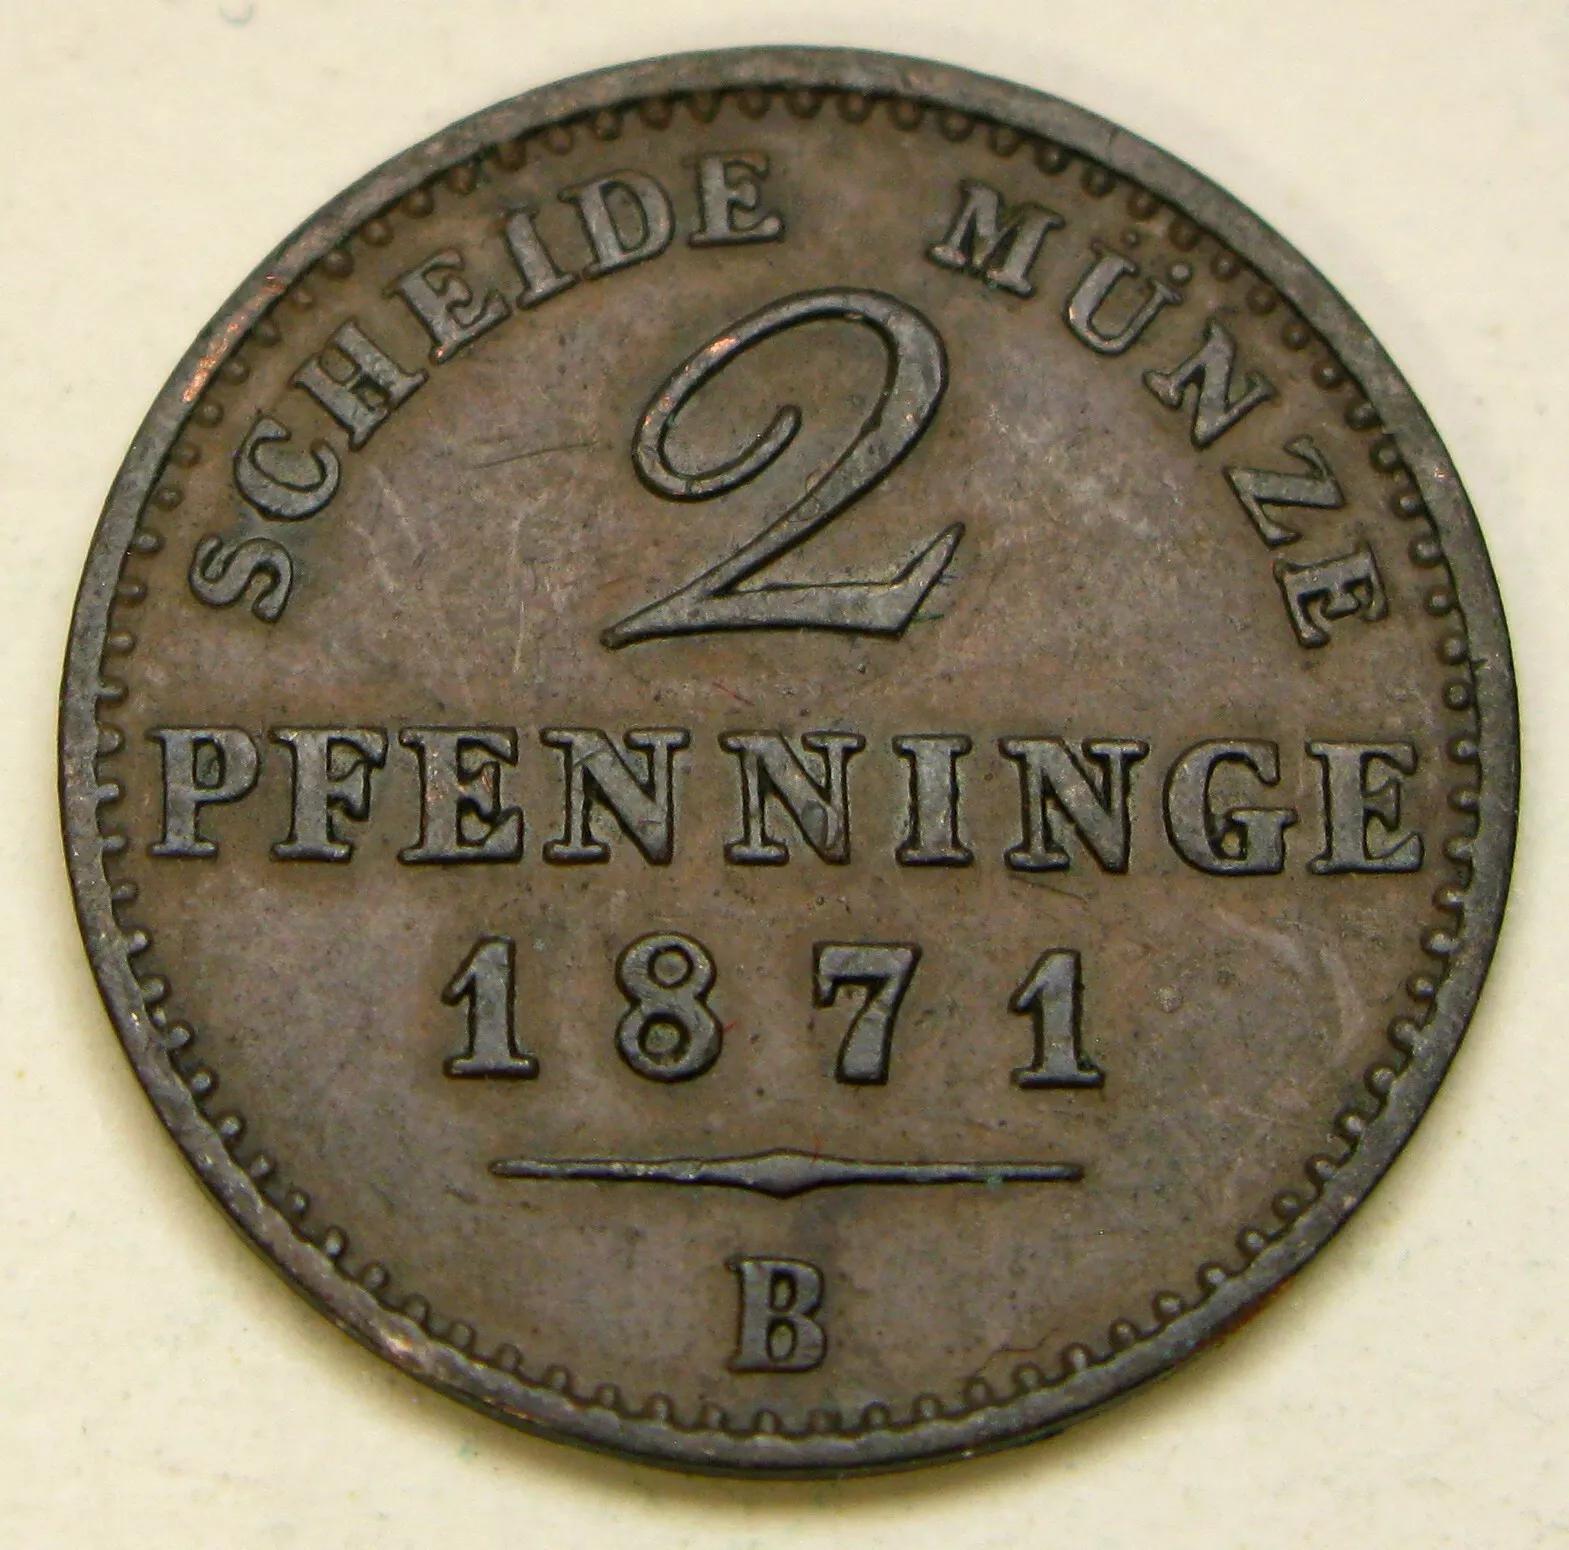 SCHEIDE MÜNZE
2
PFENNINGE
1871
B